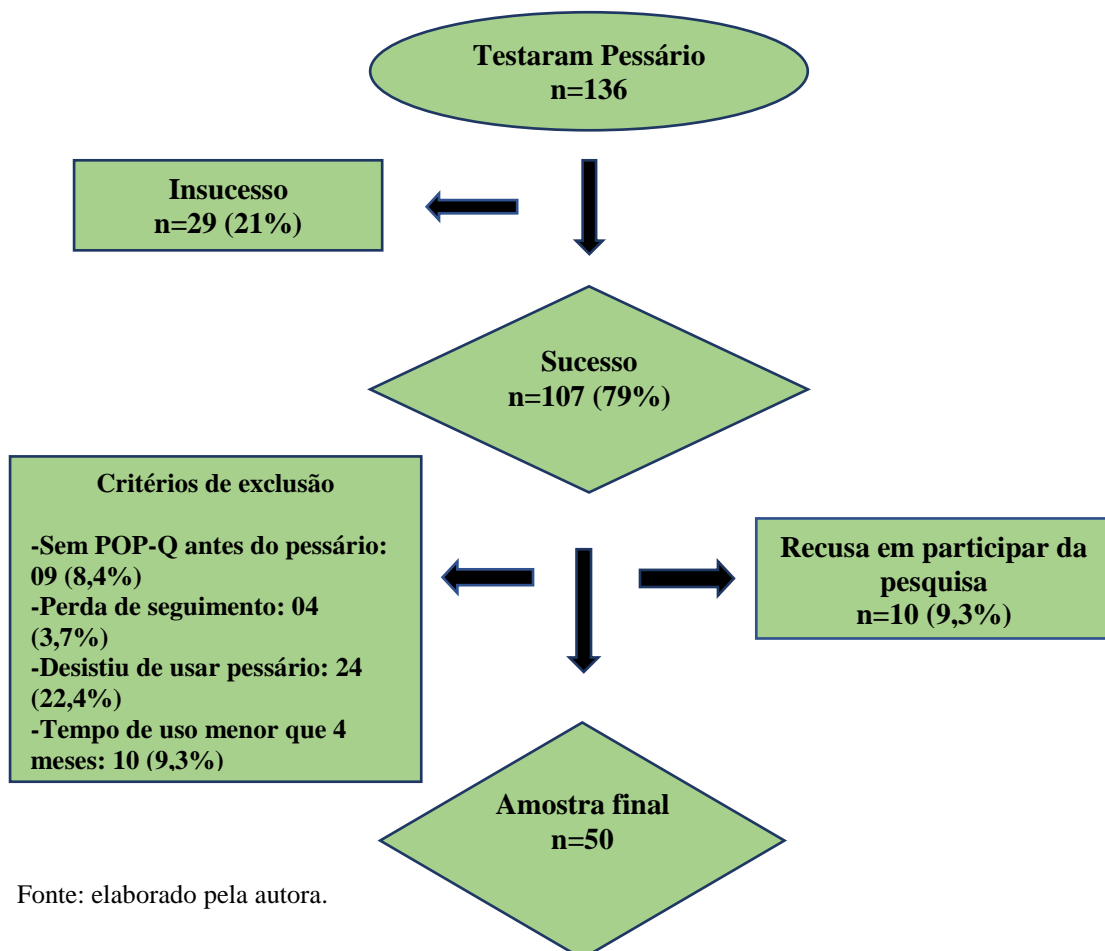 Testaram Pessário
n=136
Insucesso
n=29 (21%)
Sucesso
n=107 (79%)
Critérios de exclusão
-Sem POP-Q antes do pessário:
09 (8,4%)
-Perda de seguimento: 04
(3,7%)
-Desistiu de usar pessário: 24
(22,4%)
-Tempo de uso menor que 4
meses: 10 (9,3%)
Recusa em participar da
pesquisa
n=10 (9,3%)
Amostra final
n=50
Fonte: elaborado pela autora.